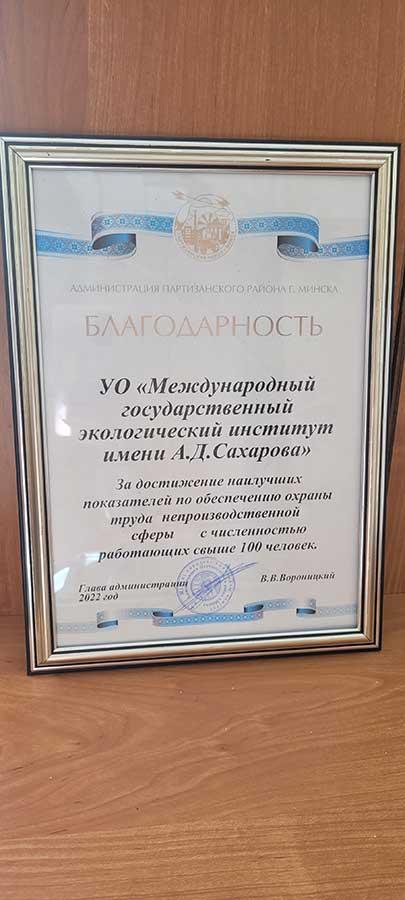 АДМИНИСТРАЦИЯ ПАРТИЗАНСКОГО РАЙОНА Г. МИНСКА
БЛАГОДАРНОСТЬ
УО «Международный
государственный
экологический институт
имени А.Д.Сахарова»
За достижение наилучших
показателей по обеспечению охраны
труда непроизводственной
сферы с численностью
работающих свыше 100 человек.
Глава администрации В.В.Вороницкий
2022 год